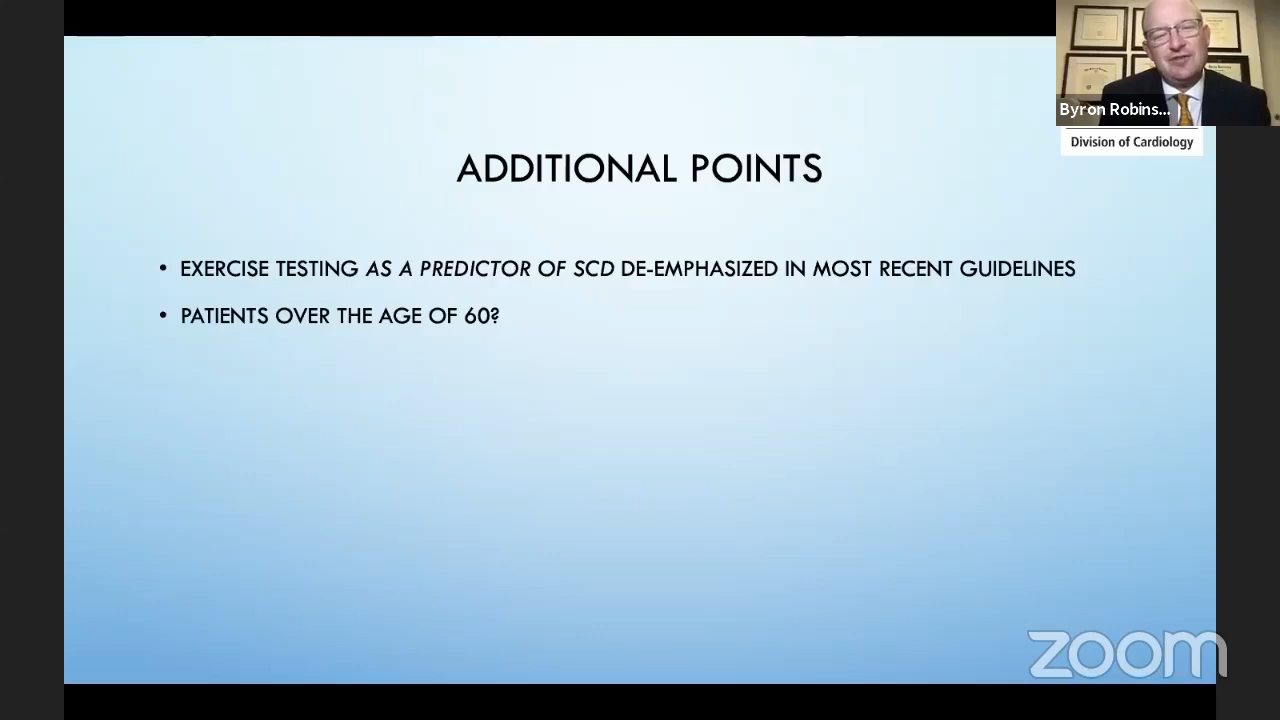 Byron Robins...
Division of Cardiology
ADDITIONAL POINTS
• EXERCISE TESTING AS A PREDICTOR OF SCD DE-EMPHASIZED IN MOST RECENT GUIDELINES
• PATIENTS OVER THE AGE OF 60?
zoom